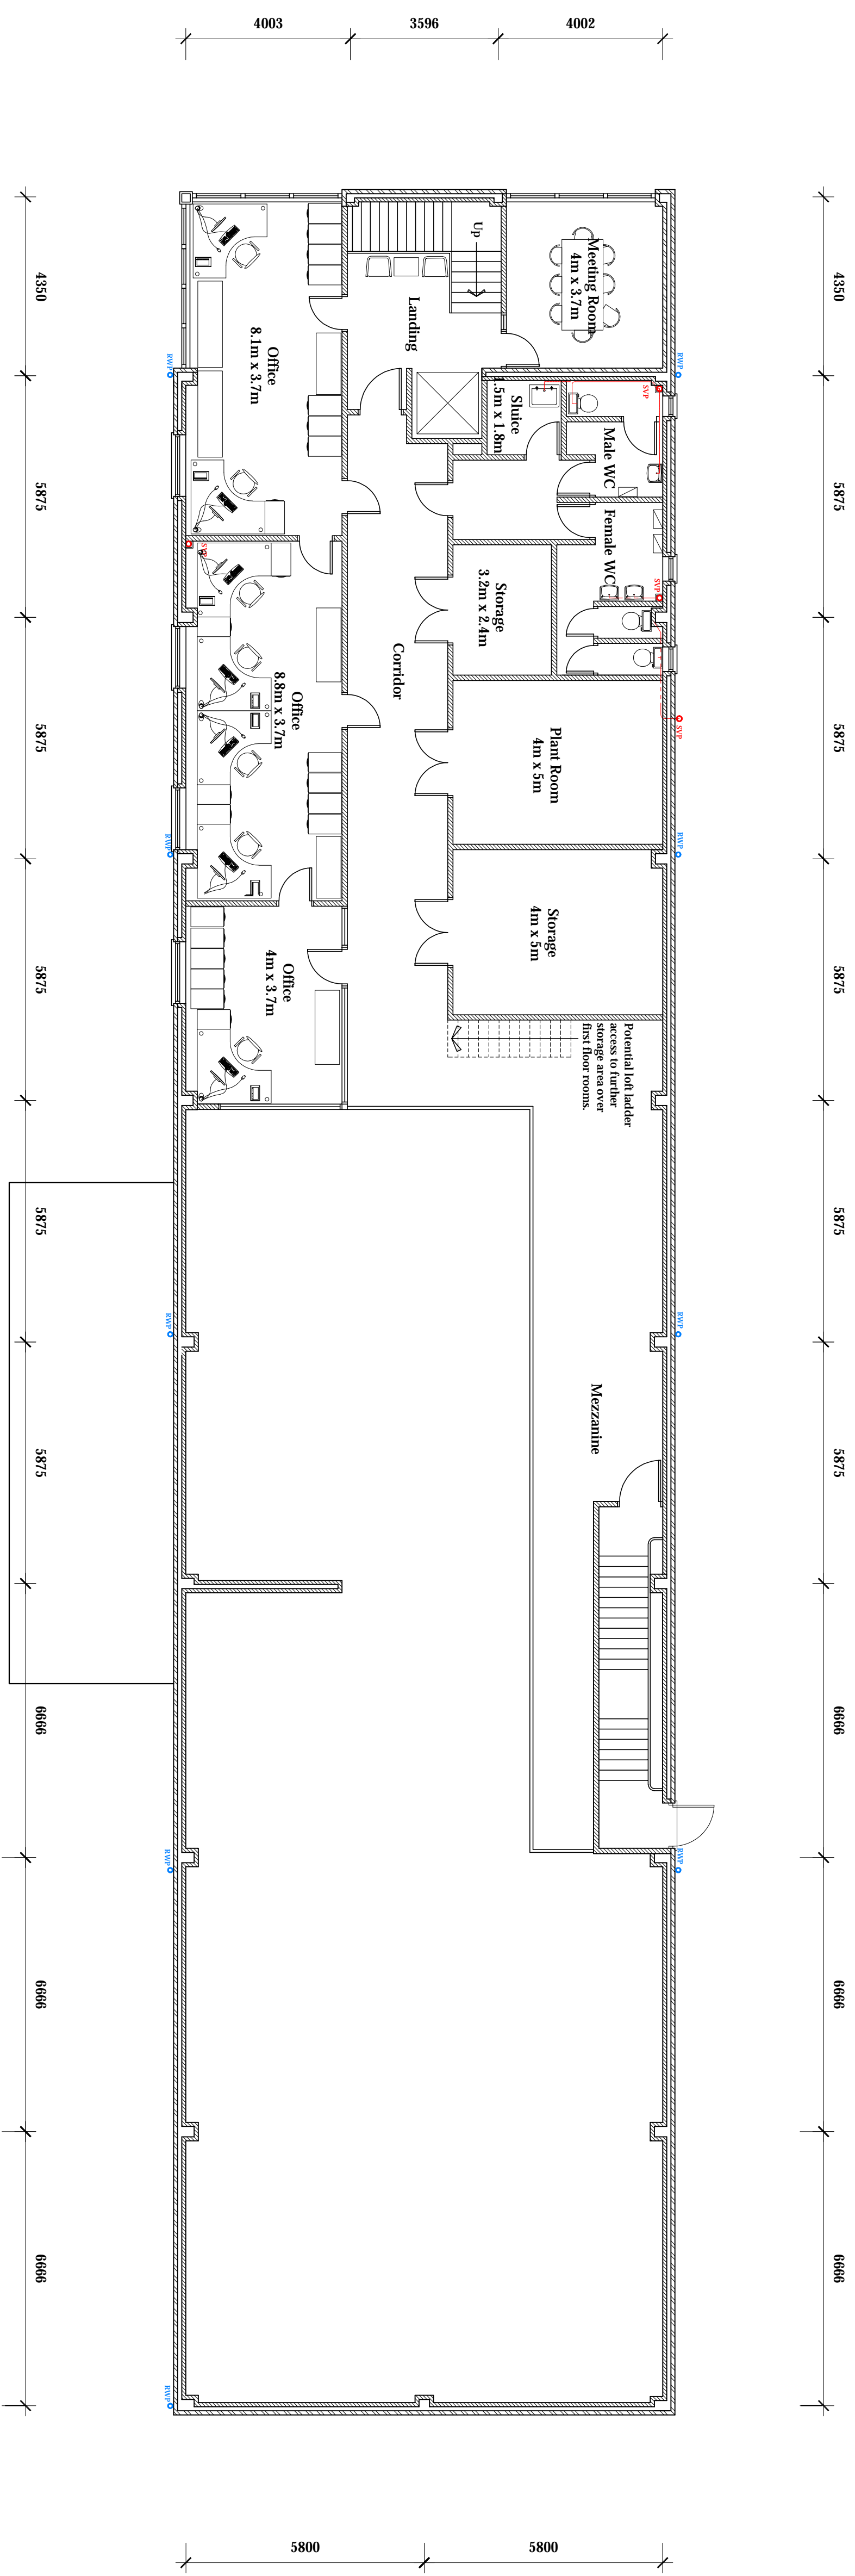 4003
3596
4002
4350
5875
5875
5875
5875
5875
6666
6666
6666
4350
5875
5875
5875
5875
5875
6666
6666
6666
5800
5800
Meeting Room
4m x 3.7m
Up
Landing
Office
8.1m x 3.7m
Sluice
1.5m x 1.8m
Male WC
Female WC
Storage
3.2m x 2.4m
Corridor
Office
8.8m x 3.7m
Plant Room
4m x 5m
Storage
4m x 5m
Office
4m x 3.7m
Potential loft ladder
access to further
storage area over
first floor rooms.
Mezzanine
RWP
RWP
RWP
RWP
RWP
RWP
RWP
RWP
RWP
SVP
SVP
SVP
SVP